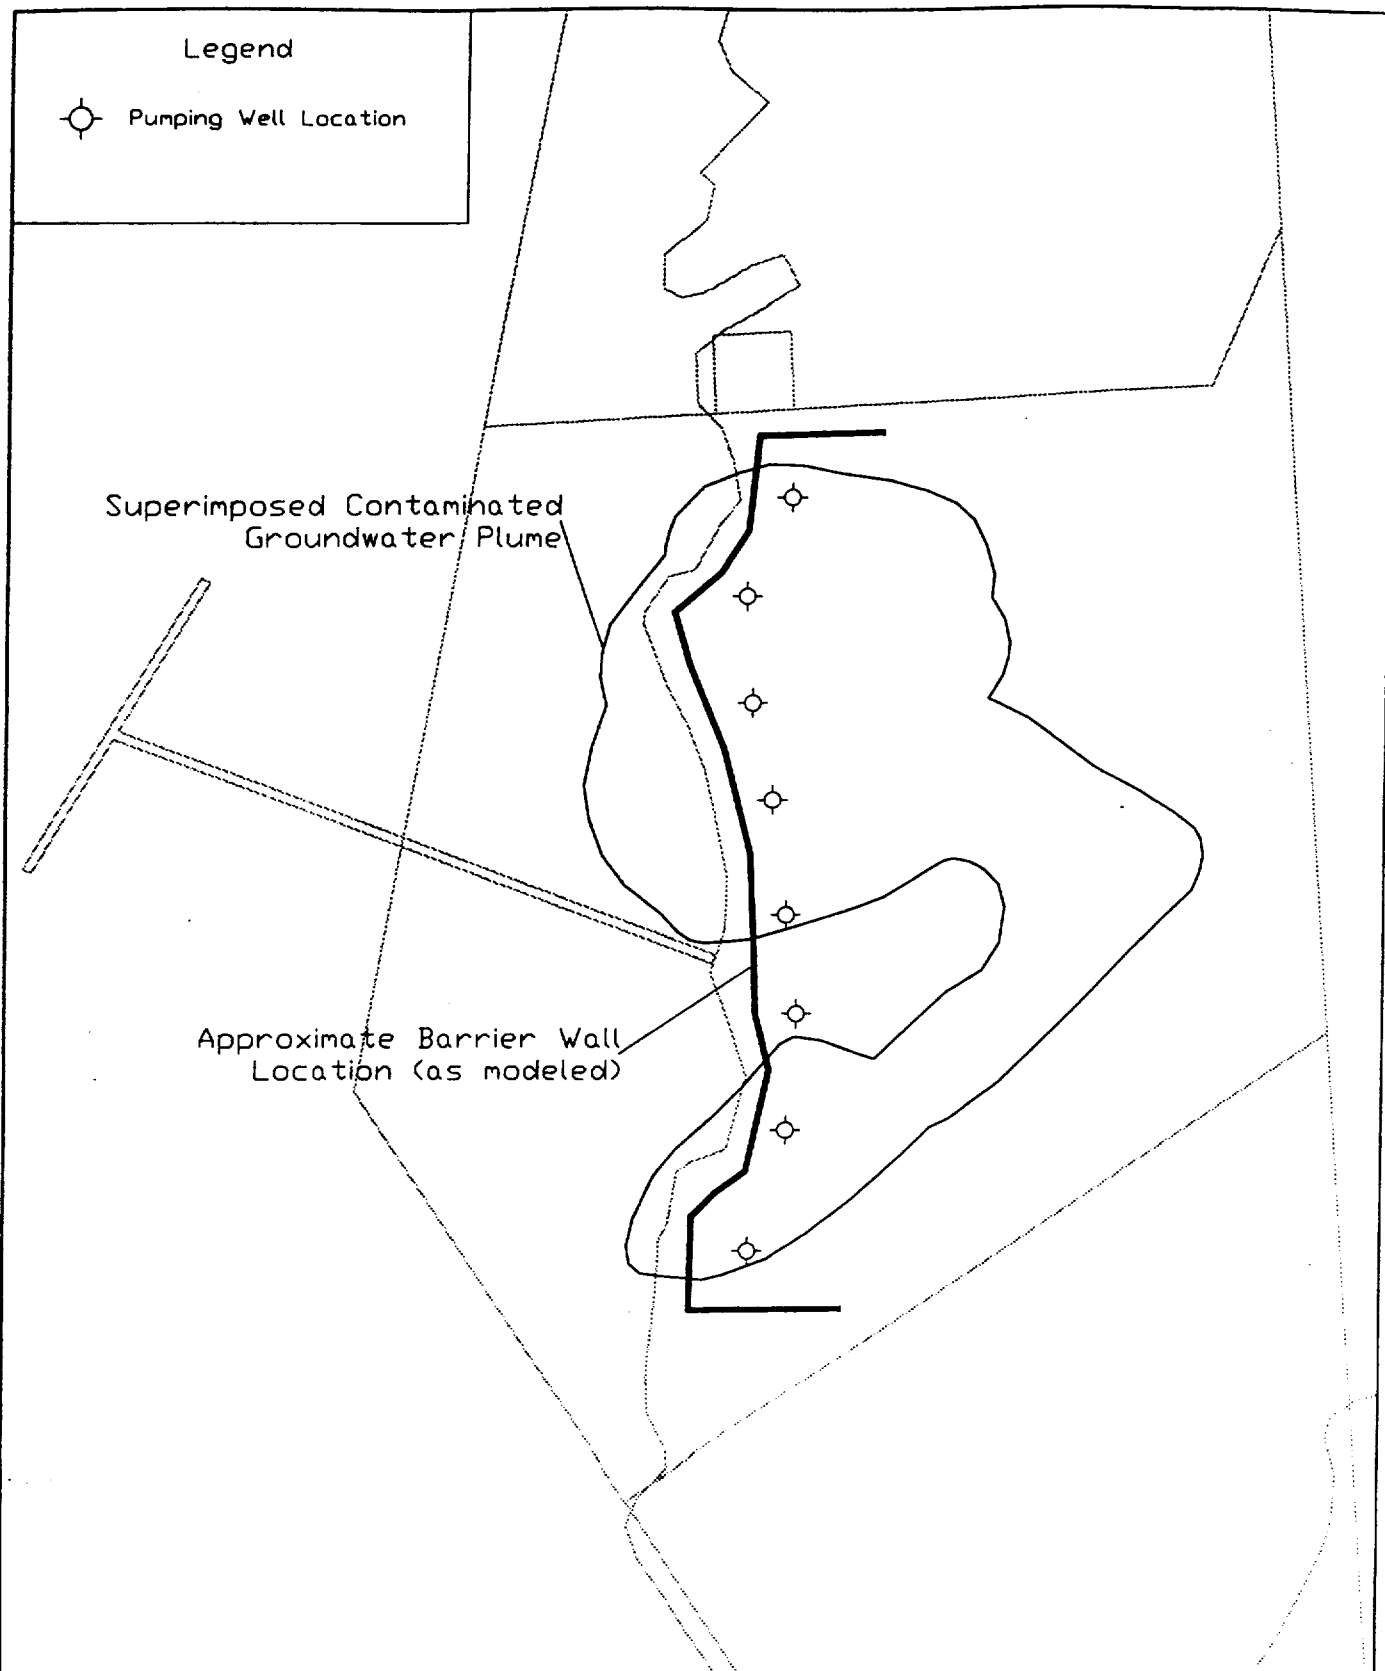 Legend
Pumping Well Location
Superimposed Contaminated
Groundwater Plume
Approximate Barrier Wall
Location (as modeled)